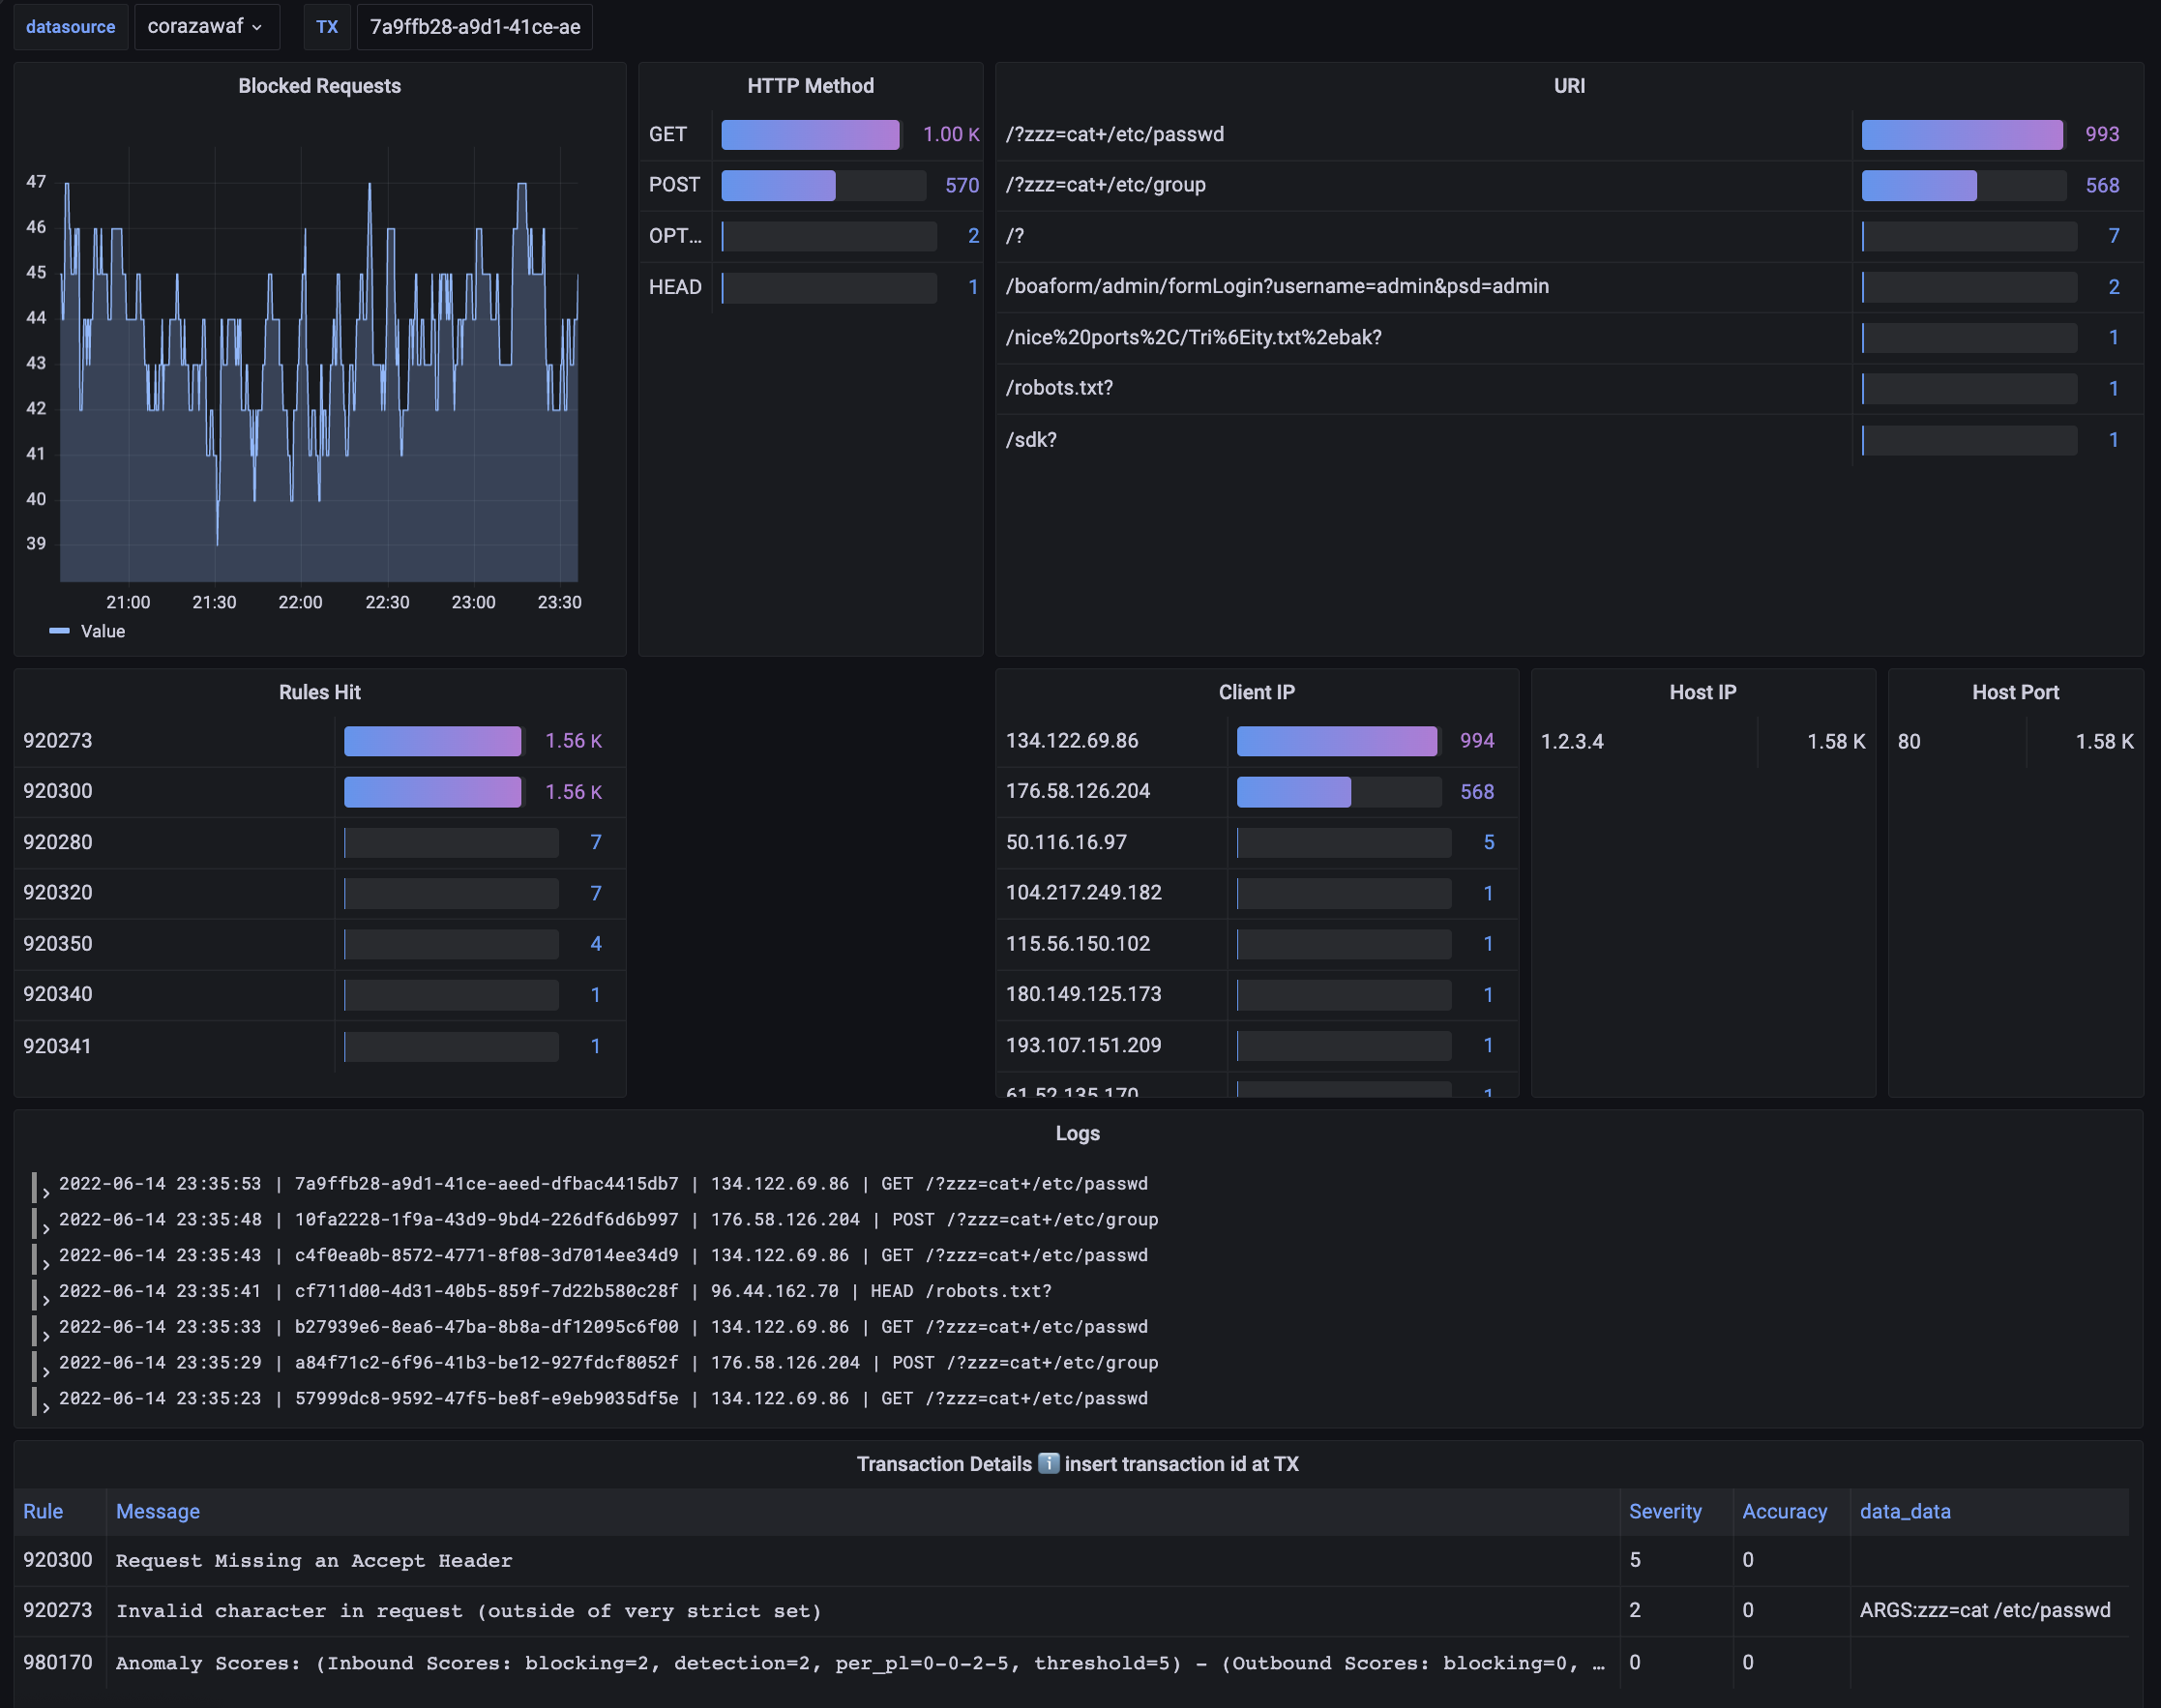 datasource corazawaf TX 7a9ffb28-a9d1-41ce-ae
Blocked Requests
47
46
45
44
43
42
41
40
39
21:00 21:30 22:00 22:30 23:00 23:30
Value
HTTP Method
GET 1.00 K
POST 570
OPT... 2
HEAD 1
URI
/?zzz=cat+/etc/passwd 993
/?zzz=cat+/etc/group 568
/? 7
/boaform/admin/formLogin?username=admin&psd=admin 2
/nice%20ports%2C/Tri%6Eity.txt%2ebak? 1
/robots.txt? 1
/sdk? 1
Rules Hit
920273 1.56 K
920300 1.56 K
920280 7
920320 7
920350 4
920340 1
920341 1
Client IP
134.122.69.86 994
176.58.126.204 568
50.116.16.97 5
104.217.249.182 1
115.56.150.102 1
180.149.125.173 1
193.107.151.209 1
61.52.135.170 1
Host IP
1.2.3.4 1.58 K
Host Port
80 1.58 K
Logs
2022-06-14 23:35:53 | 7a9ffb28-a9d1-41ce-aeed-dfbac4415db7 | 134.122.69.86 | GET /?zzz=cat+/etc/passwd
2022-06-14 23:35:48 | 10fa2228-1f9a-43d9-9bd4-226df6d6b997 | 176.58.126.204 | POST /?zzz=cat+/etc/group
2022-06-14 23:35:43 | c4f0ea0b-8572-4771-8f08-3d7014ee34d9 | 134.122.69.86 | GET /?zzz=cat+/etc/passwd
2022-06-14 23:35:41 | cf711d00-4d31-40b5-859f-7d22b580c28f | 96.44.162.70 | HEAD /robots.txt?
2022-06-14 23:35:33 | b27939e6-8ea6-47ba-8b8a-df12095c6f00 | 134.122.69.86 | GET /?zzz=cat+/etc/passwd
2022-06-14 23:35:29 | a84f71c2-6f96-41b3-be12-927fdcf8052f | 176.58.126.204 | POST /?zzz=cat+/etc/group
2022-06-14 23:35:23 | 57999dc8-9592-47f5-be8f-e9eb9035df5e | 134.122.69.86 | GET /?zzz=cat+/etc/passwd
Transaction Details ℹ️ insert transaction id at TX
Rule Message Severity Accuracy data_data
920300 Request Missing an Accept Header 5 0
920273 Invalid character in request (outside of very strict set) 2 0 ARGS:zzz=cat /etc/passwd
980170 Anomaly Scores: (Inbound Scores: blocking=2, detection=2, per_pl=0-0-2-5, threshold=5) - (Outbound Scores: blocking=0, … 0 0